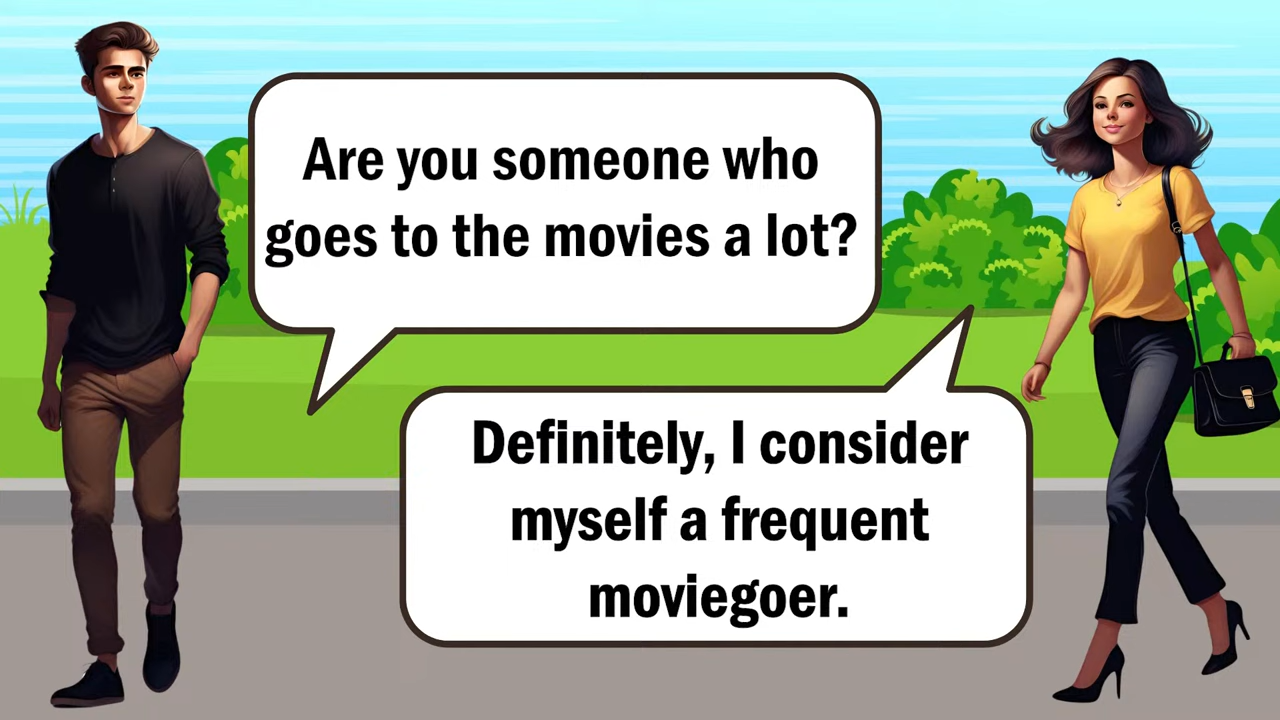 Are you someone who
goes to the movies a lot?
Definitely, I consider
myself a frequent
moviegoer.